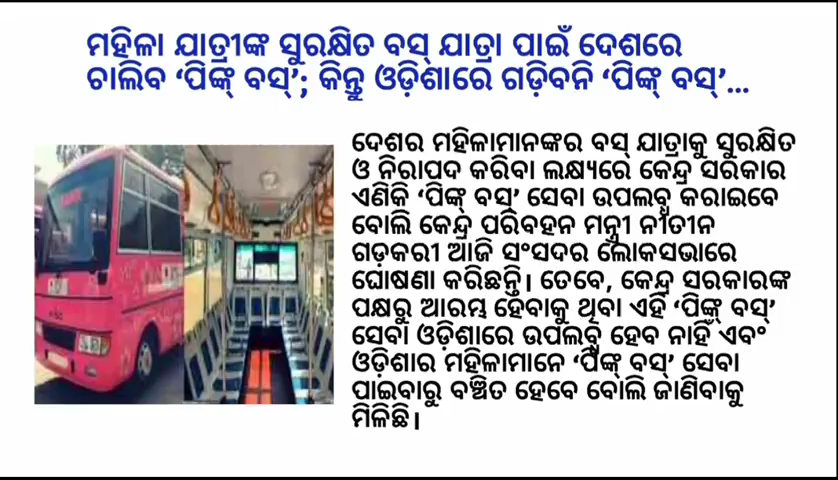 ମହିଳା ଯାତ୍ରୀଙ୍କ ସୁରକ୍ଷିତ ବସ୍ ଯାତ୍ରା ପାଇଁ ଦେଶରେ
ଚାଲିବ ‘ପିଙ୍କ୍ ବସ୍’; କିନ୍ତୁ ଓଡ଼ିଶାରେ ଗଡ଼ିବନି ‘ପିଙ୍କ୍ ବସ୍’...
ଦେଶର ମହିଳାମାନଙ୍କର ବସ୍ ଯାତ୍ରାକୁ ସୁରକ୍ଷିତ
ଓ ନିରାପଦ କରିବା ଲକ୍ଷ୍ୟରେ କେନ୍ଦ୍ର ସରକାର
ଏଣିକି ‘ପିଙ୍କ୍ ବସ୍’ ସେବା ଉପଲବ୍ଧ କରାଇବେ
ବୋଲି କେନ୍ଦ୍ର ପରିବହନ ମନ୍ତ୍ରୀ ନୀତୀନ
ଗଡ଼କରୀ ଆଜି ସଂସଦର ଲୋକସଭାରେ
ଘୋଷଣା କରିଛନ୍ତି। ତେବେ, କେନ୍ଦ୍ର ସରକାରଙ୍କ
ପକ୍ଷରୁ ଆରମ୍ଭ ହେବାକୁ ଥିବା ଏହି ‘ପିଙ୍କ୍ ବସ୍’
ସେବା ଓଡ଼ିଶାରେ ଉପଲବ୍ଧ ହେବ ନାହିଁ ଏବଂ
ଓଡ଼ିଶାର ମହିଳାମାନେ ‘ପିଙ୍କ୍ ବସ୍’ ସେବା
ପାଇବାରୁ ବଞ୍ଚିତ ହେବେ ବୋଲି ଜାଣିବାକୁ
ମିଳିଛି।